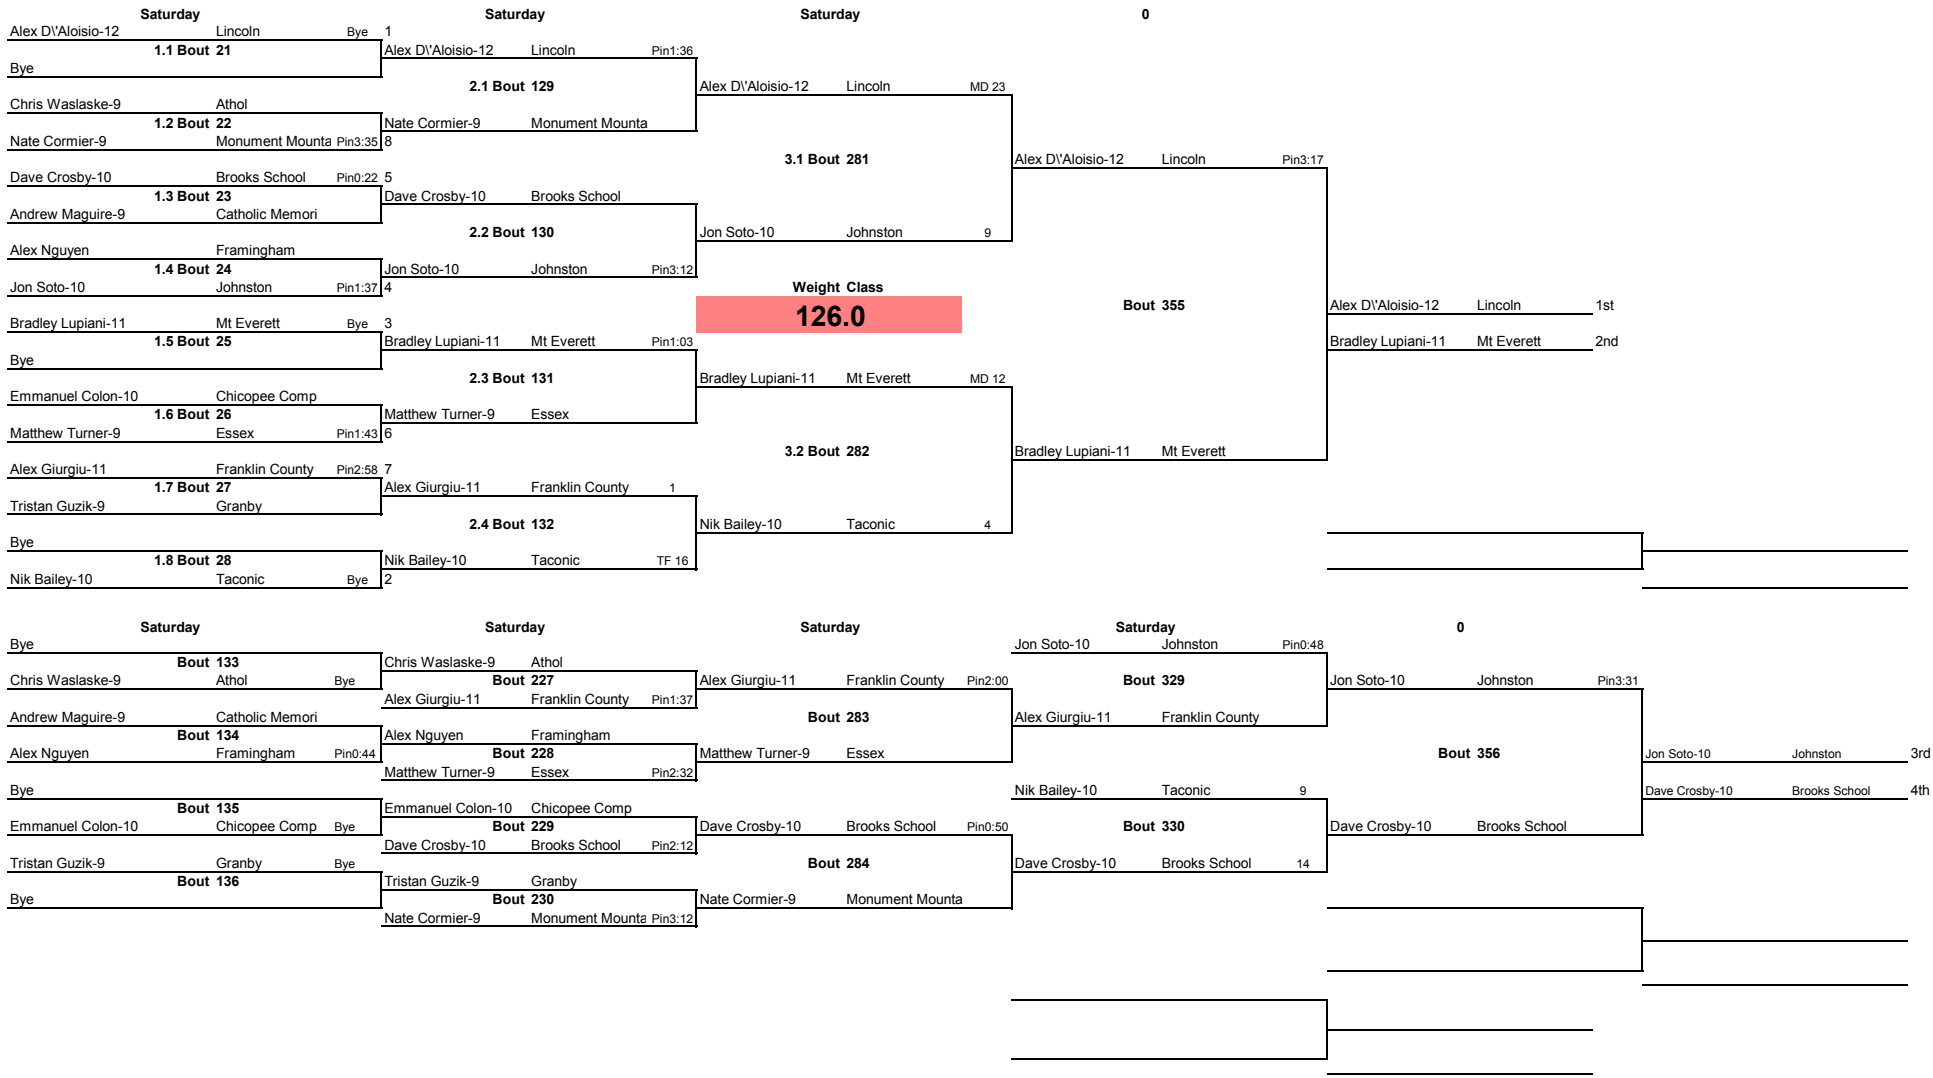 Saturday Saturday Saturday 0
Alex D\'Aloisio-12 Lincoln Bye 1
1.1 Bout 21 Alex D\'Aloisio-12 Lincoln Pin1:36
Bye
2.1 Bout 129 Alex D\'Aloisio-12 Lincoln MD 23
Chris Waslaske-9 Athol
1.2 Bout 22 Nate Cormier-9 Monument Mounta
Nate Cormier-9 Monument Mounta Pin3:35 8
3.1 Bout 281 Alex D\'Aloisio-12 Lincoln Pin3:17
Dave Crosby-10 Brooks School Pin0:22 5
1.3 Bout 23 Dave Crosby-10 Brooks School
Andrew Maguire-9 Catholic Memori
2.2 Bout 130 Jon Soto-10 Johnston 9
Alex Nguyen Framingham
1.4 Bout 24 Jon Soto-10 Johnston Pin3:12
Jon Soto-10 Johnston Pin1:37 4 Weight Class
Bout 355 Alex D\'Aloisio-12 Lincoln 1st
126.0
Bradley Lupiani-11 Mt Everett Bye 3
1.5 Bout 25 Bradley Lupiani-11 Mt Everett Pin1:03 Bradley Lupiani-11 Mt Everett 2nd
Bye
2.3 Bout 131 Bradley Lupiani-11 Mt Everett MD 12
Emmanuel Colon-10 Chicopee Comp
1.6 Bout 26 Matthew Turner-9 Essex
Matthew Turner-9 Essex Pin1:43 6
3.2 Bout 282 Bradley Lupiani-11 Mt Everett
Alex Giurgiu-11 Franklin County Pin2:58 7
1.7 Bout 27 Alex Giurgiu-11 Franklin County 1
Tristan Guzik-9 Granby
2.4 Bout 132 Nik Bailey-10 Taconic 4
Bye
1.8 Bout 28 Nik Bailey-10 Taconic TF 16
Nik Bailey-10 Taconic Bye 2
Saturday Saturday Saturday Saturday 0
Bye Jon Soto-10 Johnston Pin0:48
Bout 133 Chris Waslaske-9 Athol
Chris Waslaske-9 Athol Bye Bout 227 Alex Giurgiu-11 Franklin County Pin2:00 Bout 329 Jon Soto-10 Johnston Pin3:31
Alex Giurgiu-11 Franklin County Pin1:37
Andrew Maguire-9 Catholic Memori Bout 283 Alex Giurgiu-11 Franklin County
Bout 134 Alex Nguyen Framingham
Alex Nguyen Framingham Pin0:44 Bout 228 Matthew Turner-9 Essex Bout 356 Jon Soto-10 Johnston 3rd
Matthew Turner-9 Essex Pin2:32
Bye Nik Bailey-10 Taconic 9 Dave Crosby-10 Brooks School 4th
Bout 135 Emmanuel Colon-10 Chicopee Comp
Emmanuel Colon-10 Chicopee Comp Bye Bout 229 Dave Crosby-10 Brooks School Pin0:50 Bout 330 Dave Crosby-10 Brooks School
Dave Crosby-10 Brooks School Pin2:12
Tristan Guzik-9 Granby Bye Bout 284 Dave Crosby-10 Brooks School 14
Bout 136 Tristan Guzik-9 Granby
Bye Bout 230 Nate Cormier-9 Monument Mounta
Nate Cormier-9 Monument Mounta Pin3:12